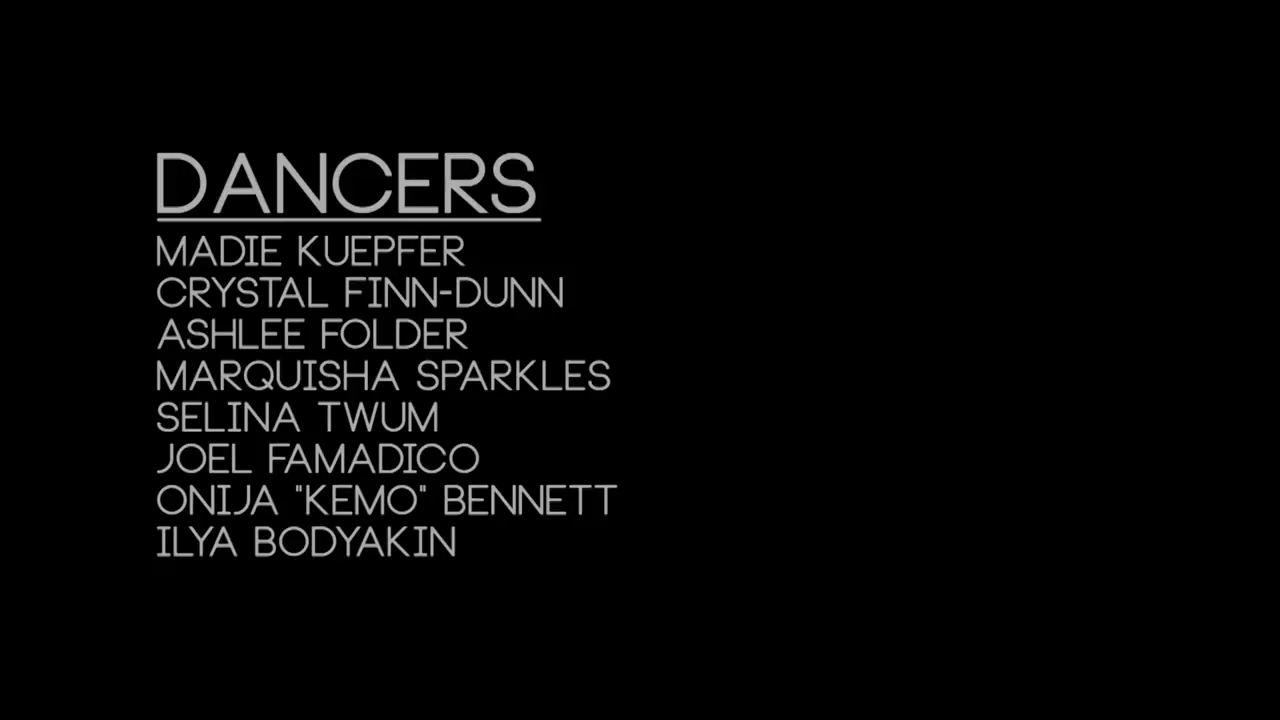 DANCERS
MADIE KUEPFER
CRYSTAL FINN-DUNN
ASHLEE FOLDER
MARQUISHA SPARKLES
SELINA TWUM
JOEL FAMADICO
ONIJA "KEMO" BENNETT
ILYA BODYAKIN